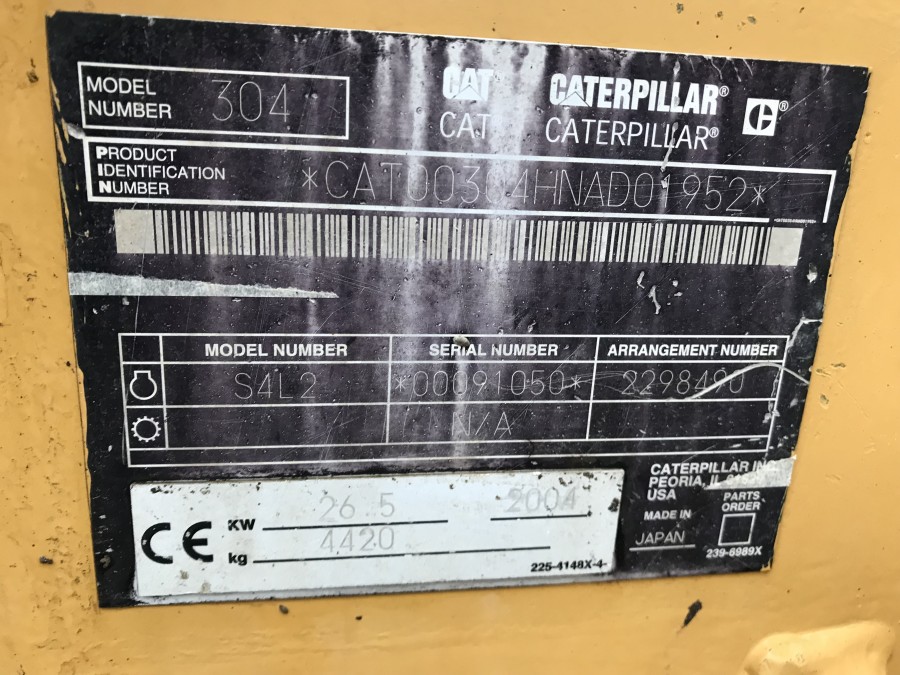 MODEL NUMBER 304
CAT CATERPILLAR®
CAT CATERPILLAR®
PRODUCT IDENTIFICATION NUMBER *CAT00304HNAD01952*
MODEL NUMBER SERIAL NUMBER ARRANGEMENT NUMBER
S4L2 *00091050* 2298490
N/A
CATERPILLAR INC.
PEORIA, IL
USA
MADE IN
JAPAN
PARTS
ORDER
239-6989X
CE
KW 26.5 2004
kg 4420
225-4148X-4-